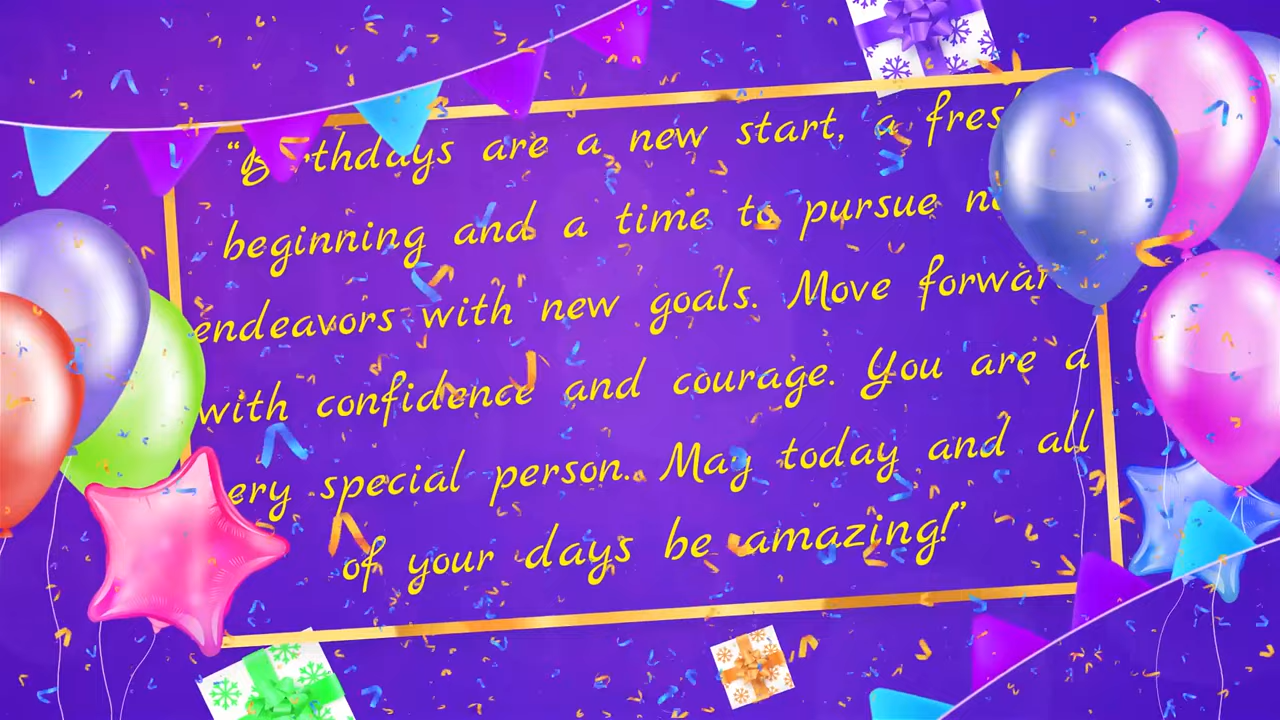 “Birthdays are a new start, a fresh
beginning and a time to pursue
endeavors with new goals. Move forward
with confidence and courage. You are a
very special person.. May today and all
of your days be amazing!”